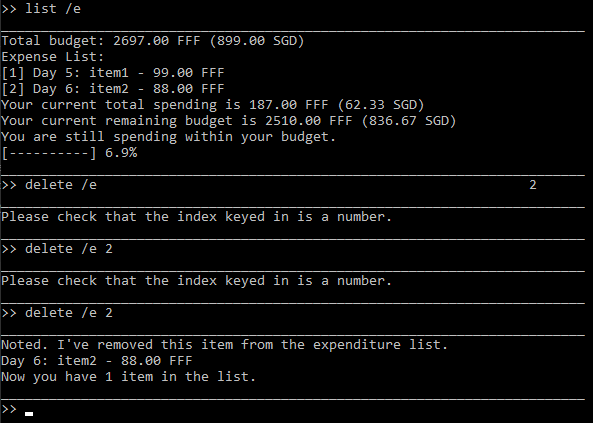 >> list /e
Total budget: 2697.00 FFF (899.00 SGD)
Expense List:
[1] Day 5: item1 - 99.00 FFF
[2] Day 6: item2 - 88.00 FFF
Your current total spending is 187.00 FFF (62.33 SGD)
Your current remaining budget is 2510.00 FFF (836.67 SGD)
You are still spending within your budget.
[----------] 6.9%
>> delete /e                                                      2
Please check that the index keyed in is a number.
>> delete /e 2
Please check that the index keyed in is a number.
>> delete /e 2
Noted. I've removed this item from the expenditure list.
Day 6: item2 - 88.00 FFF
Now you have 1 item in the list.
>>